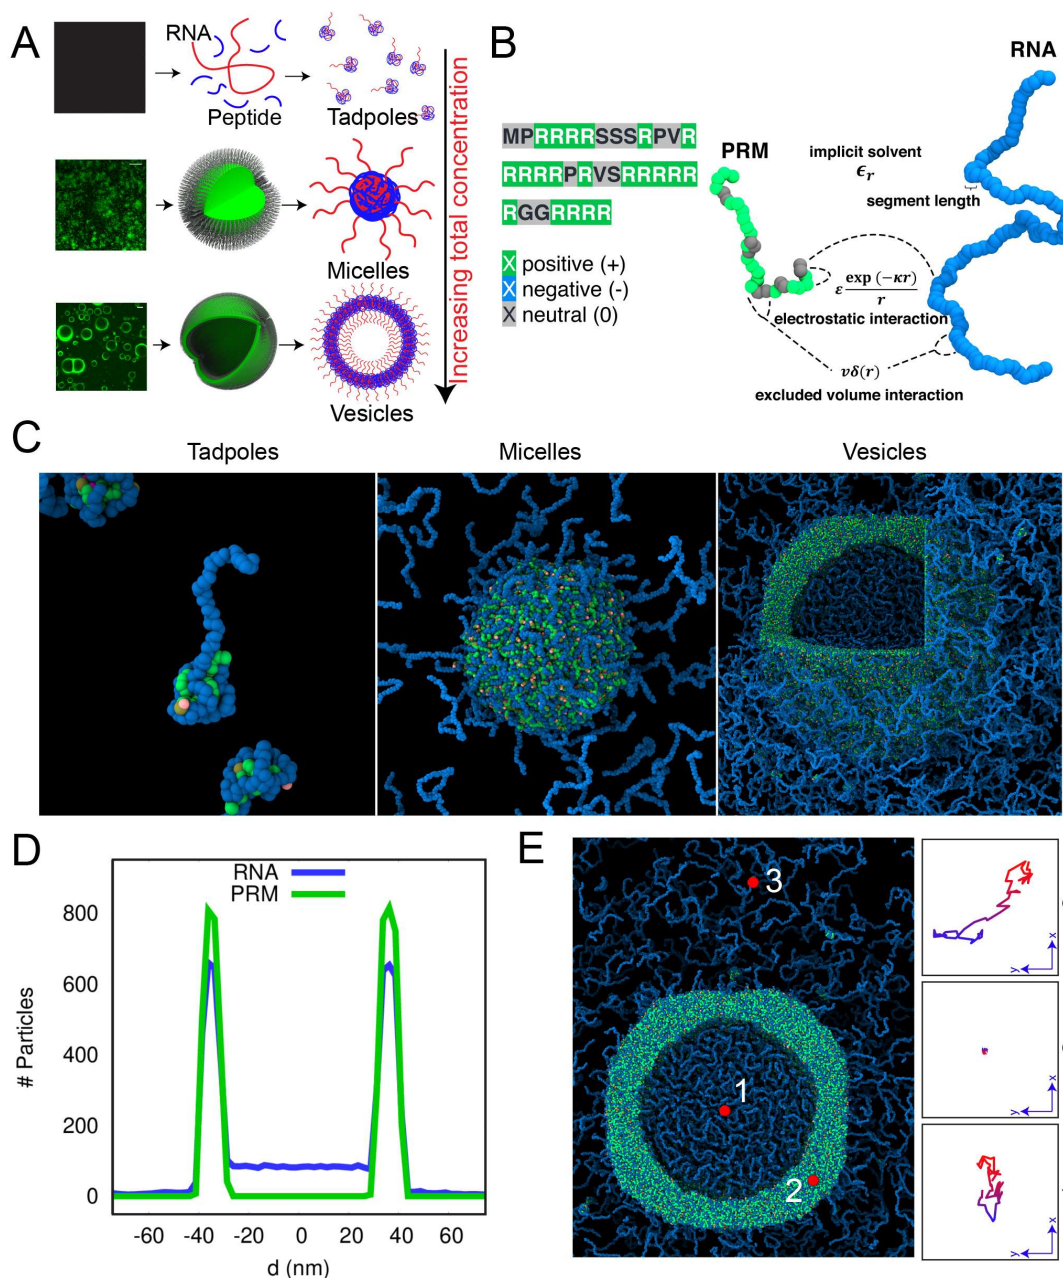 A
RNA
Peptide
Tadpoles
Micelles
Vesicles
Increasing total concentration
B
MPRRRRSSSRPVR
RRRRPRVSRRRRR
RGGRRRR
X positive (+)
X negative (-)
X neutral (0)
PRM
RNA
implicit solvent
ϵr
segment length
ε exp (−κr) / r
electrostatic interaction
vδ(r)
excluded volume interaction
C
Tadpoles
Micelles
Vesicles
D
RNA
PRM
# Particles
800
600
400
200
0
-60 -40 -20 0 20 40 60
d (nm)
E
3
1
2
x
y
x
y
x
y